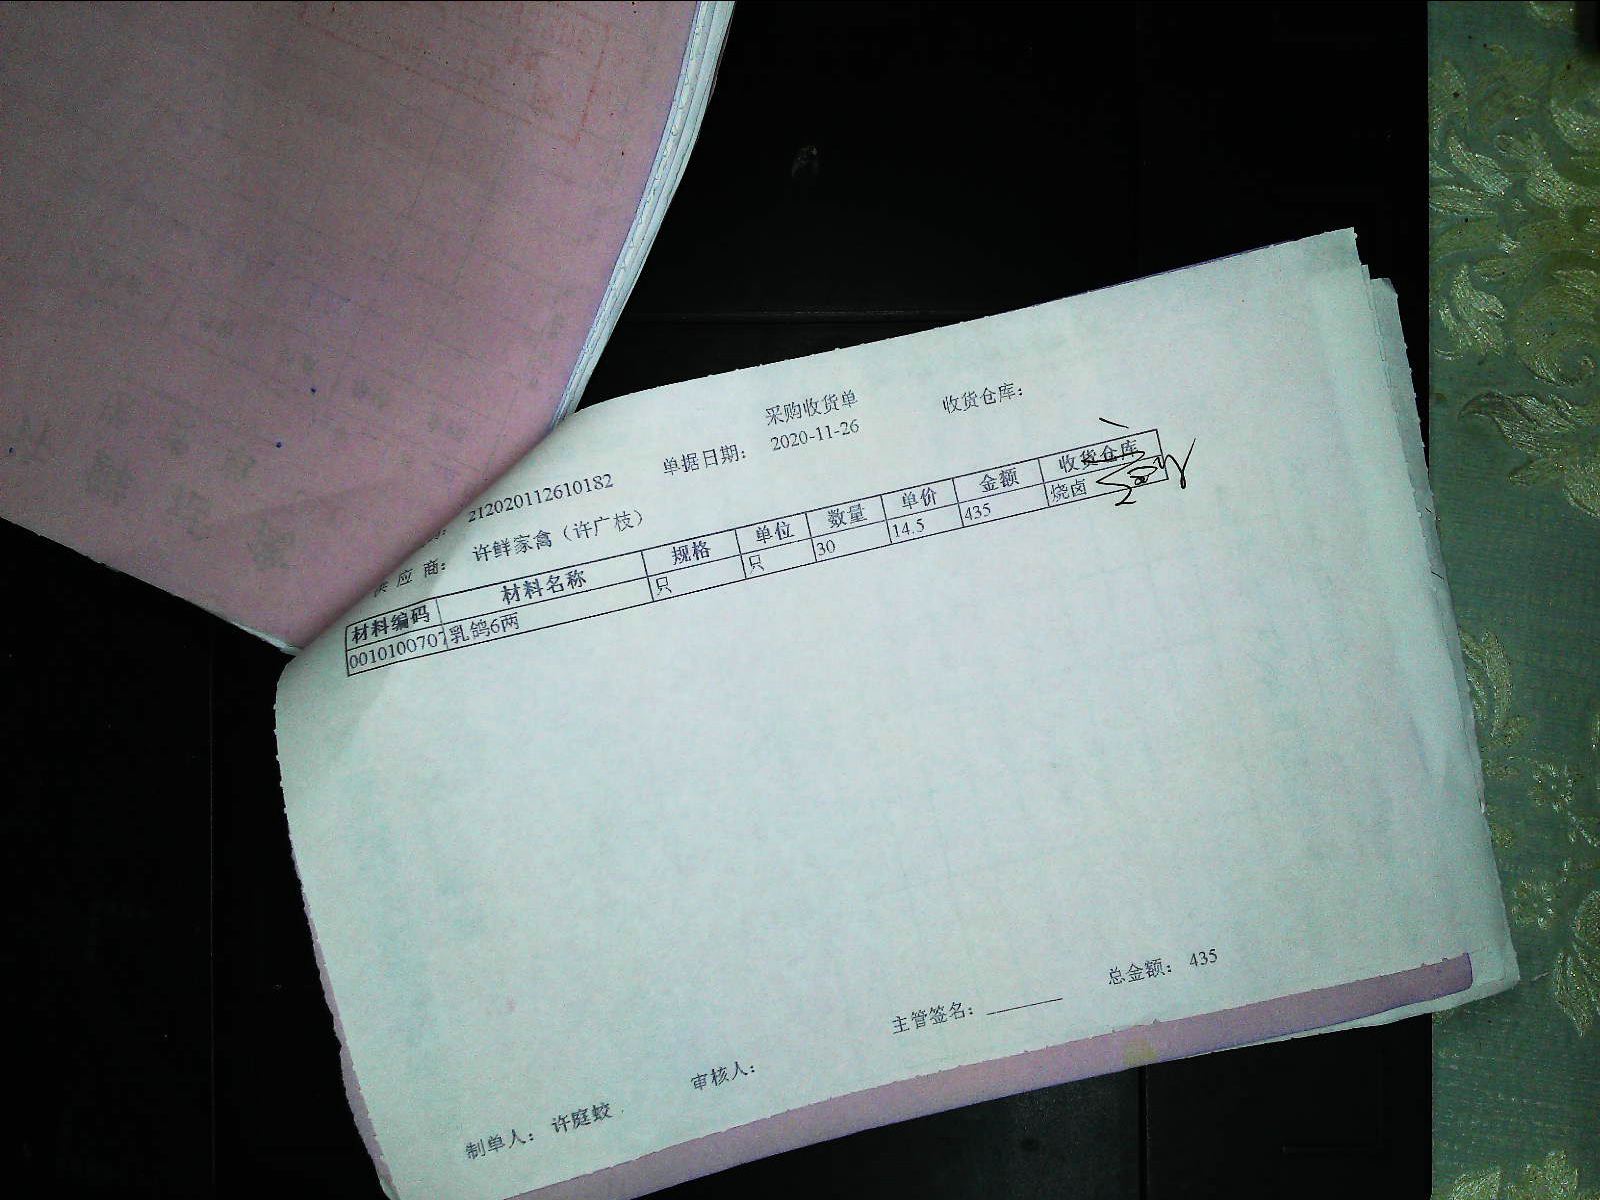 采购收货单 收货仓库：
212020112610182 单据日期： 2020-11-26
供应商： 许鲜家禽（许广枝）
材料编码 材料名称 规格 单位 数量 单价 金额 收货仓库
0010100707 乳鸽6两 只 只 30 14.5 435 烧卤
主管签名： 总金额： 435
制单人： 许庭蛟 审核人：